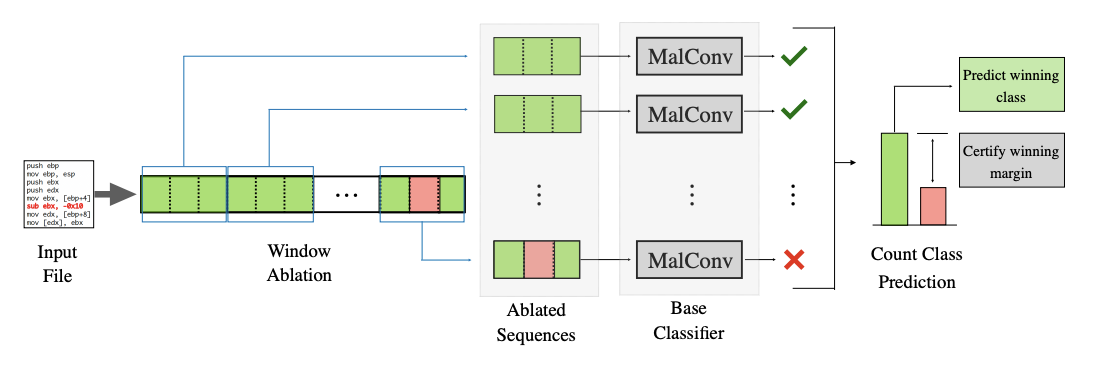 push ebp
mov ebp, esp
push ebx
push edx
mov ebx, [ebp+4]
sub ebx, -0x10
mov edx, [ebp+8]
mov [edx], ebx
Input
File
...
Window
Ablation
Ablated
Sequences
MalConv
MalConv
MalConv
Base
Classifier
Predict winning
class
Certify winning
margin
Count Class
Prediction